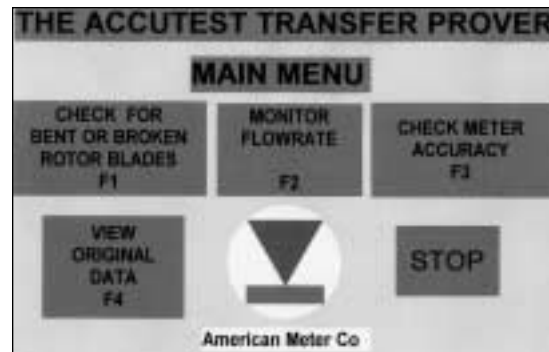 THE ACCUTEST TRANSFER PROVER
MAIN MENU
CHECK FOR
BENT OR BROKEN
ROTOR BLADES
F1
MONITOR
FLOWRATE
F2
CHECK METER
ACCURACY
F3
VIEW
ORIGINAL
DATA
F4
STOP
American Meter Co